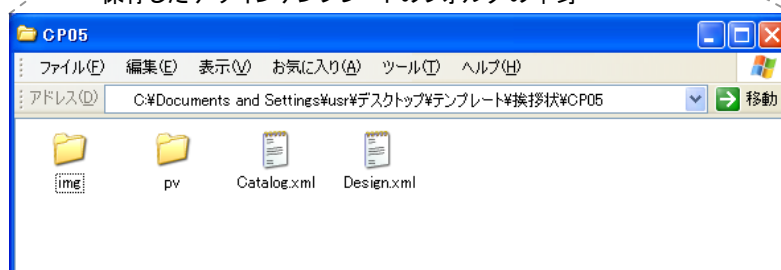 保存したデザインテンプレートのフォルダの中身
CP05
ファイル(F) 編集(E) 表示(V) お気に入り(A) ツール(T) ヘルプ(H)
アドレス(D) C:¥Documents and Settings¥usr¥デスクトップ¥テンプレート¥挨拶状¥CP05 移動
img pv Catalog.xml Design.xml